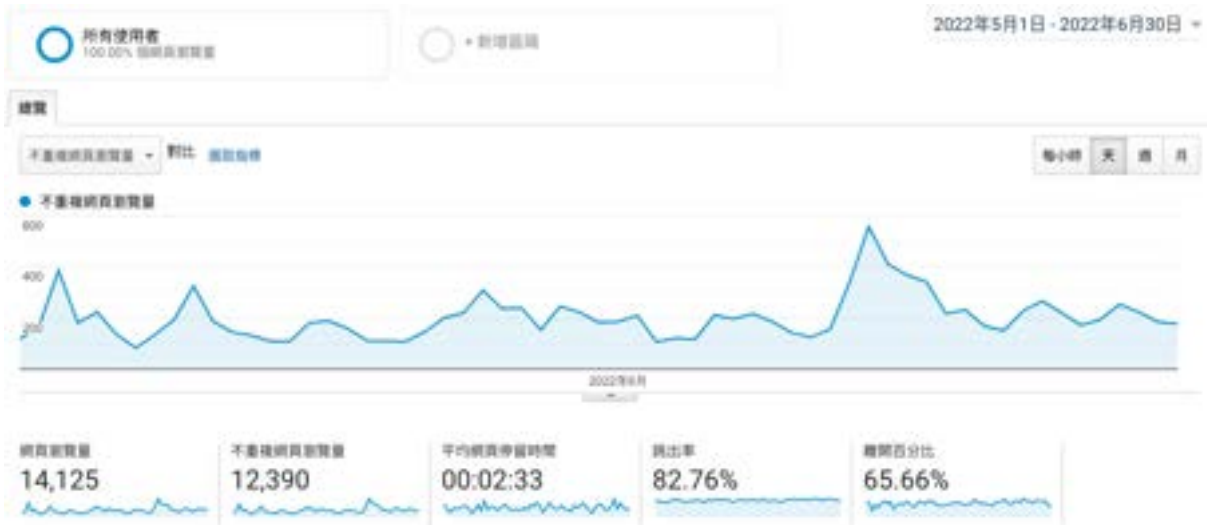 所有使用者
100.00% 個網頁瀏覽量
+ 新增區隔
2022年5月1日 - 2022年6月30日
總覽
不重複網頁瀏覽量
對比
選取指標
每小時
天
週
月
不重複網頁瀏覽量
600
400
200
2022年6月
網頁瀏覽量
14,125
不重複網頁瀏覽量
12,390
平均網頁停留時間
00:02:33
跳出率
82.76%
離開百分比
65.66%